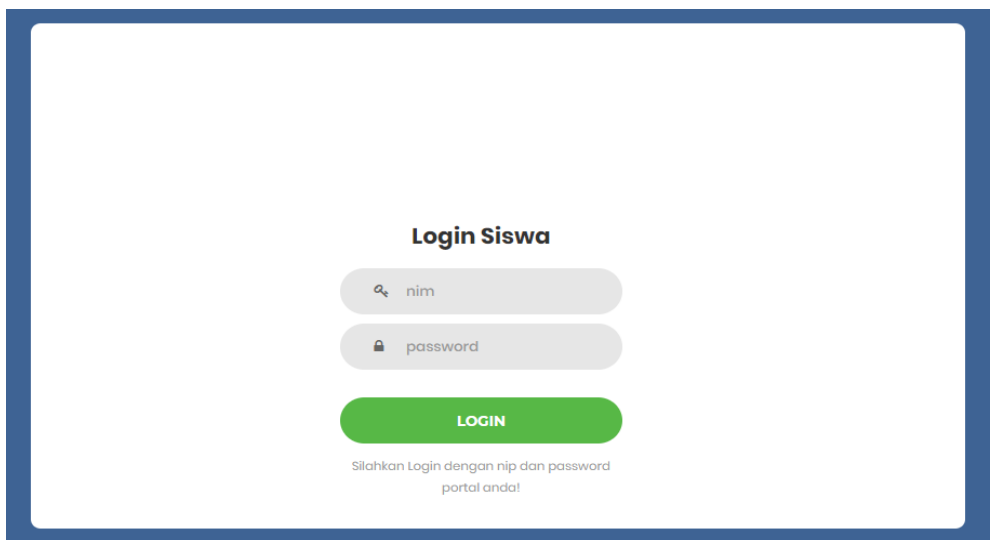 Login Siswa
nim
password
LOGIN
Silahkan Login dengan nip dan password
portal anda!